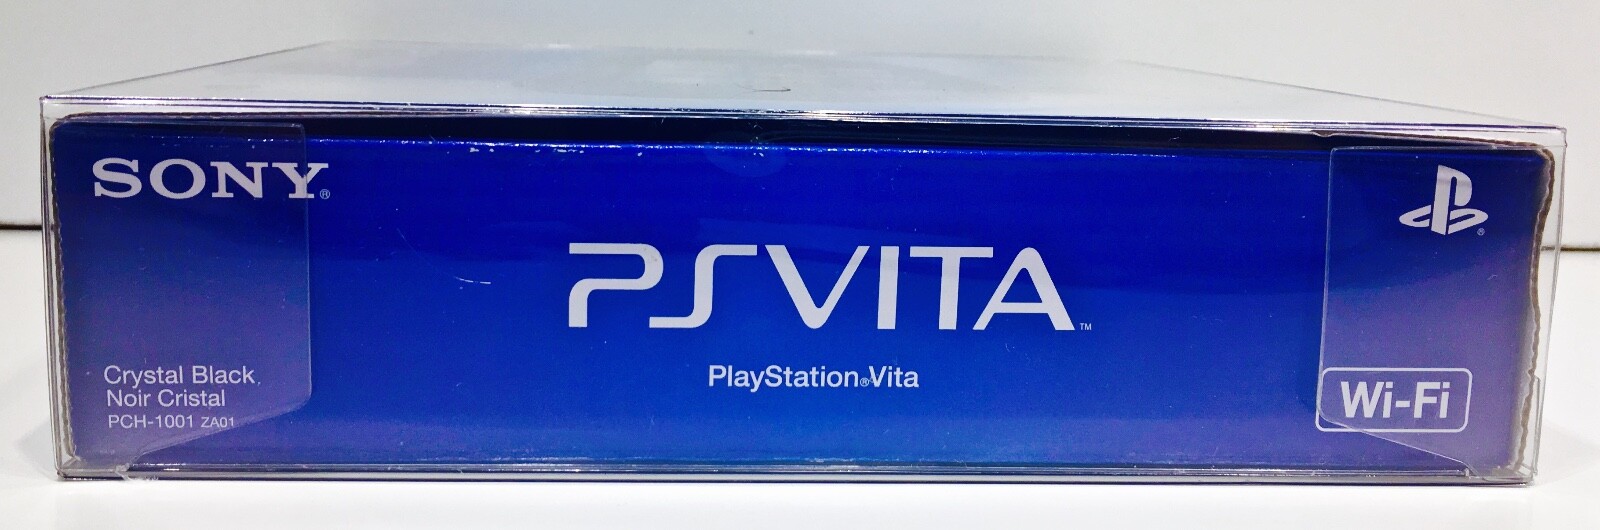 SONY®
PSVITA™
PlayStation®Vita
Crystal Black
Noir Cristal
PCH-1001 ZA01
Wi-Fi